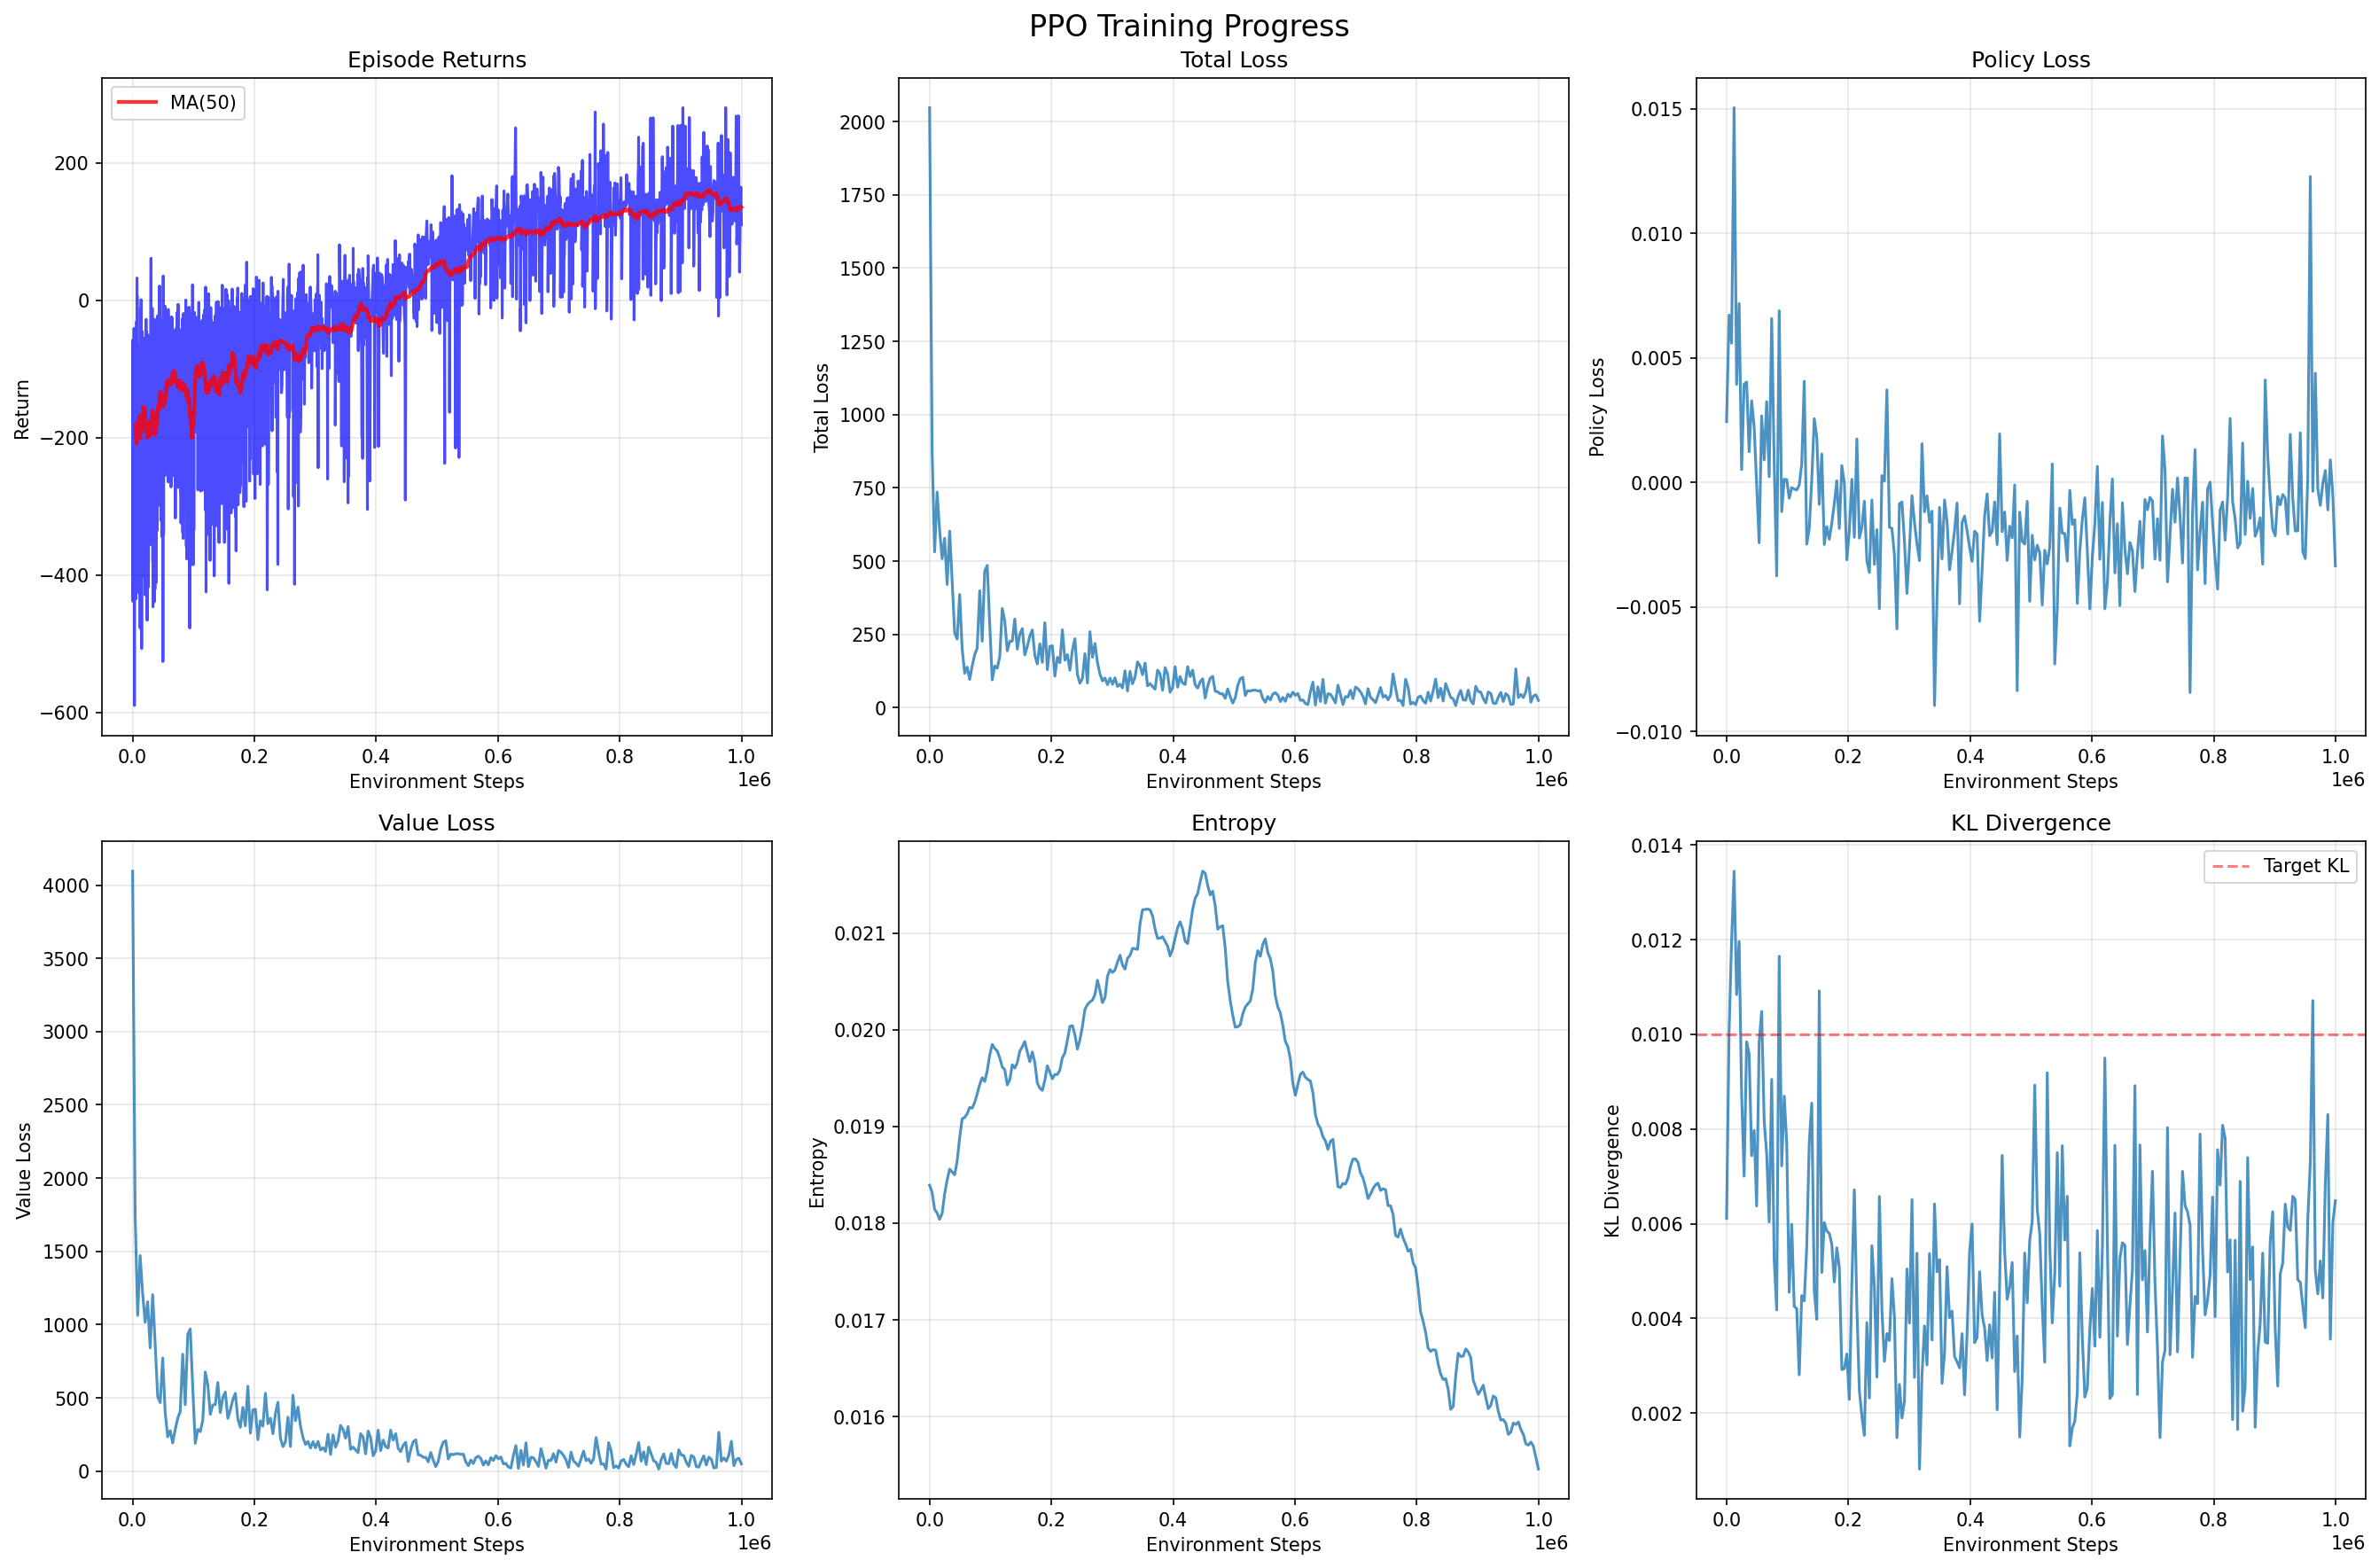 PPO Training Progress
Episode Returns
MA(50)
Return
200
0
−200
−400
−600
0.0 0.2 0.4 0.6 0.8 1.0
1e6
Environment Steps
Total Loss
Total Loss
2000
1750
1500
1250
1000
750
500
250
0
0.0 0.2 0.4 0.6 0.8 1.0
1e6
Environment Steps
Policy Loss
Policy Loss
0.015
0.010
0.005
0.000
−0.005
−0.010
0.0 0.2 0.4 0.6 0.8 1.0
1e6
Environment Steps
Value Loss
Value Loss
4000
3500
3000
2500
2000
1500
1000
500
0
0.0 0.2 0.4 0.6 0.8 1.0
1e6
Environment Steps
Entropy
Entropy
0.021
0.020
0.019
0.018
0.017
0.016
0.0 0.2 0.4 0.6 0.8 1.0
1e6
Environment Steps
KL Divergence
Target KL
KL Divergence
0.014
0.012
0.010
0.008
0.006
0.004
0.002
0.0 0.2 0.4 0.6 0.8 1.0
1e6
Environment Steps